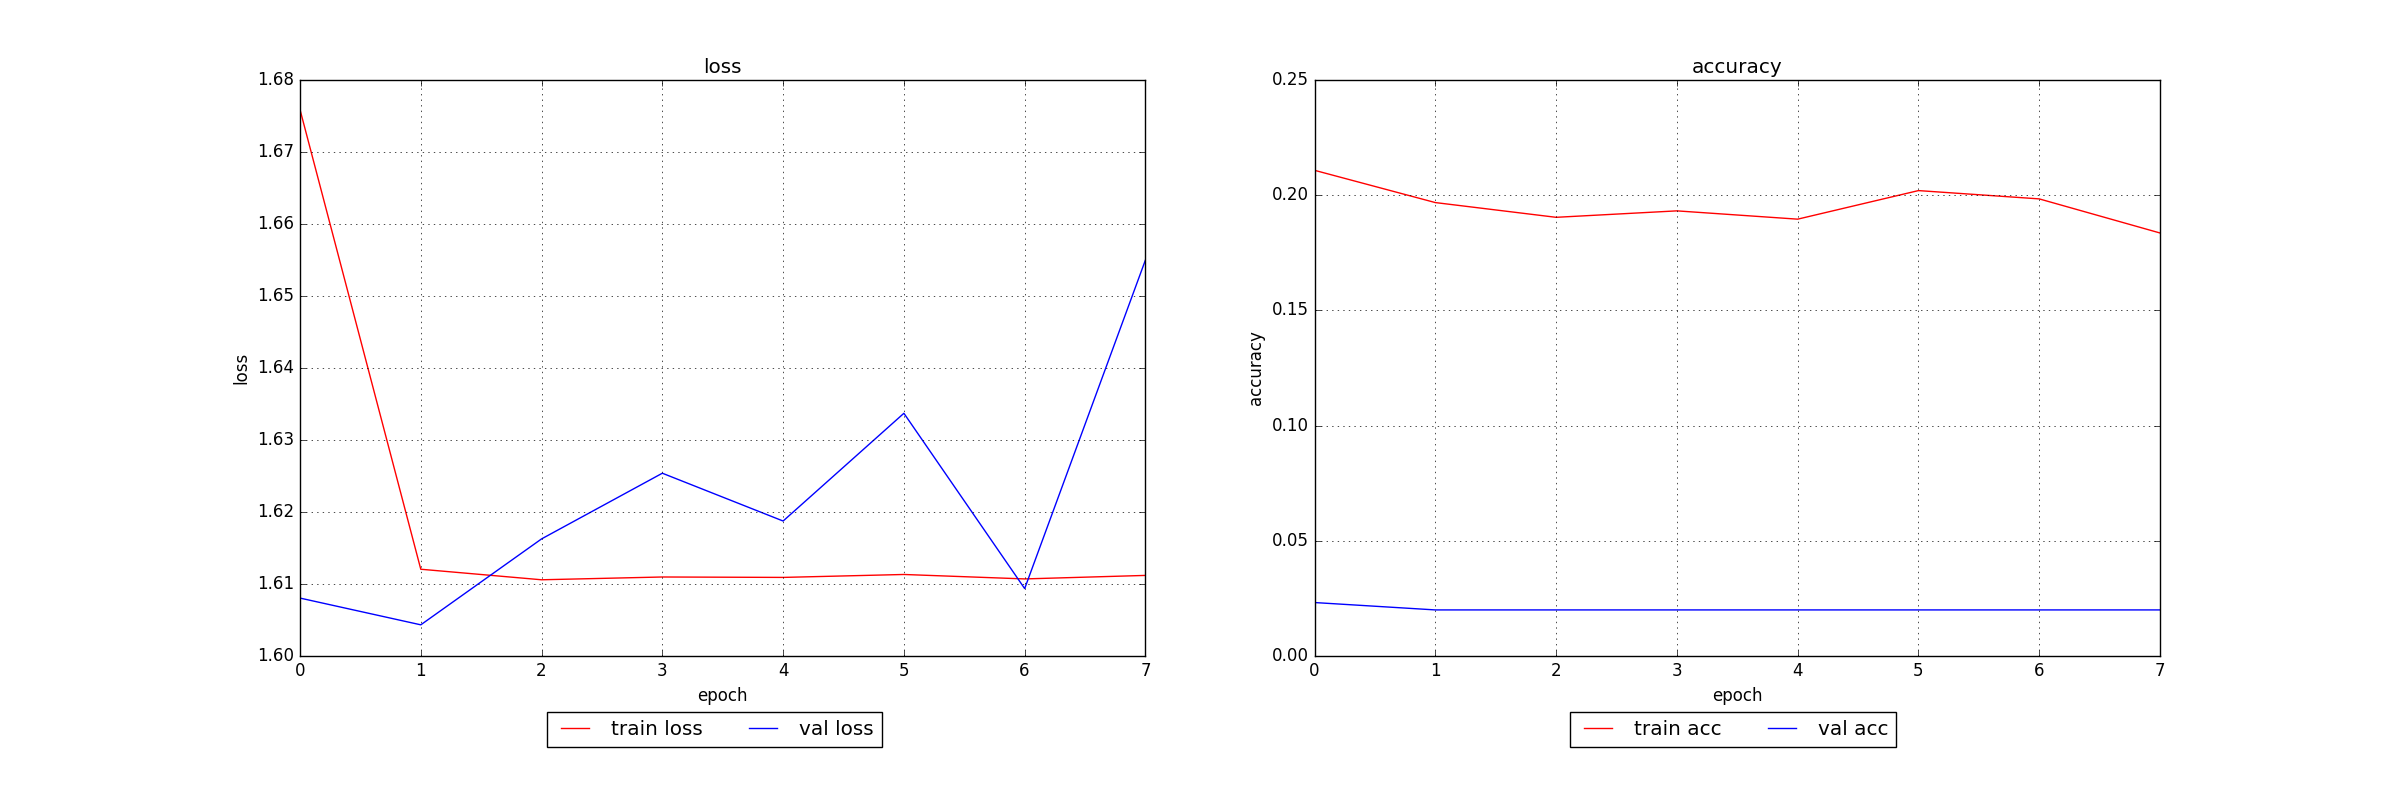 loss
1.68
1.67
1.66
1.65
1.64
1.63
1.62
1.61
1.60
loss
0 1 2 3 4 5 6 7
epoch
train loss val loss
accuracy
0.25
0.20
0.15
0.10
0.05
0.00
accuracy
0 1 2 3 4 5 6 7
epoch
train acc val acc